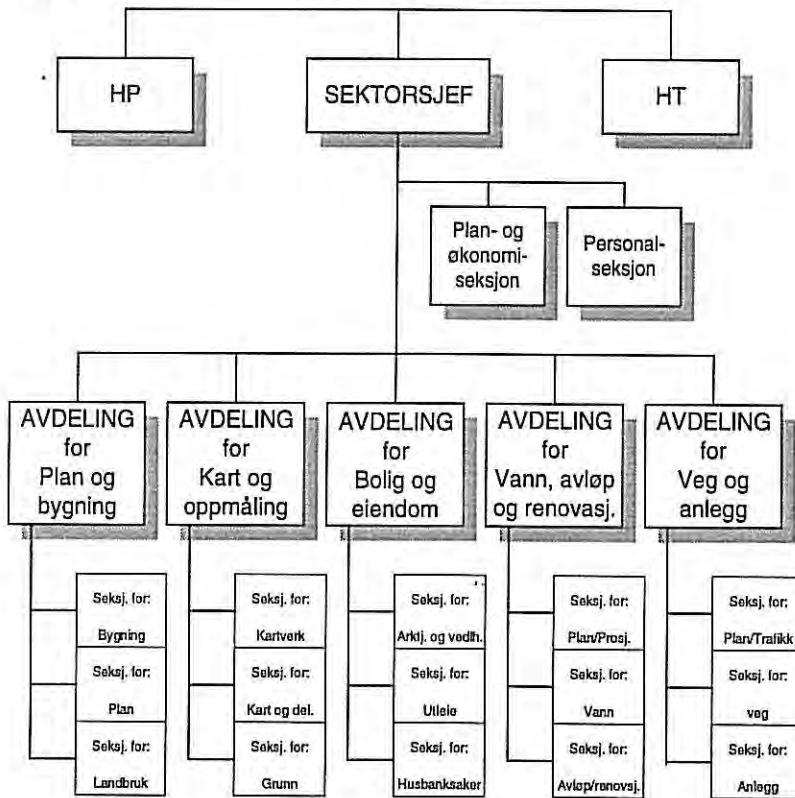 HP
SEKTORSJEF
HT
Plan- og
økonomi-
seksjon
Personal-
seksjon
AVDELING
for
Plan og
bygning
AVDELING
for
Kart og
oppmåling
AVDELING
for
Bolig og
eiendom
AVDELING
for
Vann, avløp
og renovasj.
AVDELING
for
Veg og
anlegg
Seksj. for:
Bygning
Seksj. for:
Plan
Seksj. for:
Landbruk
Seksj. for:
Kartverk
Seksj. for:
Kart og del.
Seksj. for:
Grunn
Seksj. for:
Arktj. og vedlh.
Seksj. for:
Utleie
Seksj. for:
Husbanksaker
Seksj. for:
Plan/Prosj.
Seksj. for:
Vann
Seksj. for:
Avløp/renovsj.
Seksj. for:
Plan/Trafikk
Seksj. for:
veg
Seksj. for:
Anlegg